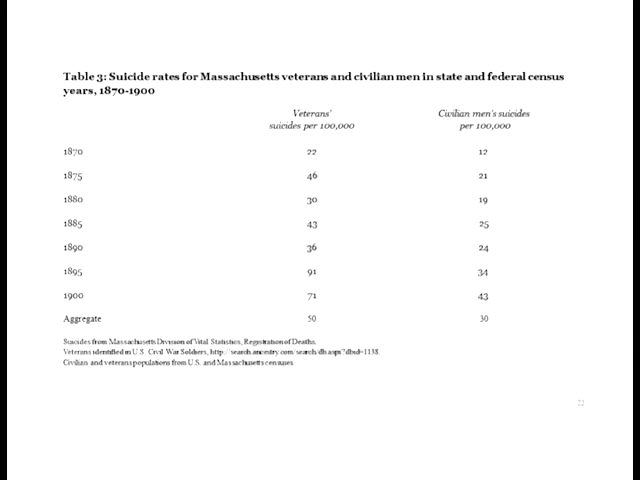 Table 3: Suicide rates for Massachusetts veterans and civilian men in state and federal census
years, 1870-1900
Veterans' Civilian men's suicides
suicides per 100,000 per 100,000
1870 22 12
1875 46 21
1880 30 19
1885 43 25
1890 36 24
1895 91 34
1900 71 43
Aggregate 50 30
Suicides from Massachusetts Division of Vital Statistics, Registration of Deaths.
Veterans identified in U.S. Civil War Soldiers, http://search.ancestry.com/search/db.aspx?dbid=1138.
Civilian and veterans populations from U.S. and Massachusetts censuses.
22